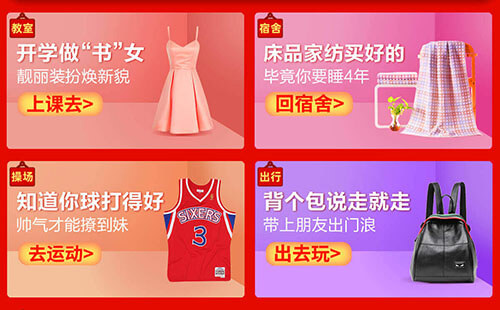 教室
开学做“书”女
靓丽装扮焕新貌
上课去>
宿舍
床品家纺买好的
毕竟你要睡4年
回宿舍>
操场
知道你球打得好
帅气才能撩到妹
去运动>
SIXERS
3
出行
背个包说走就走
带上朋友出门浪
出去玩>